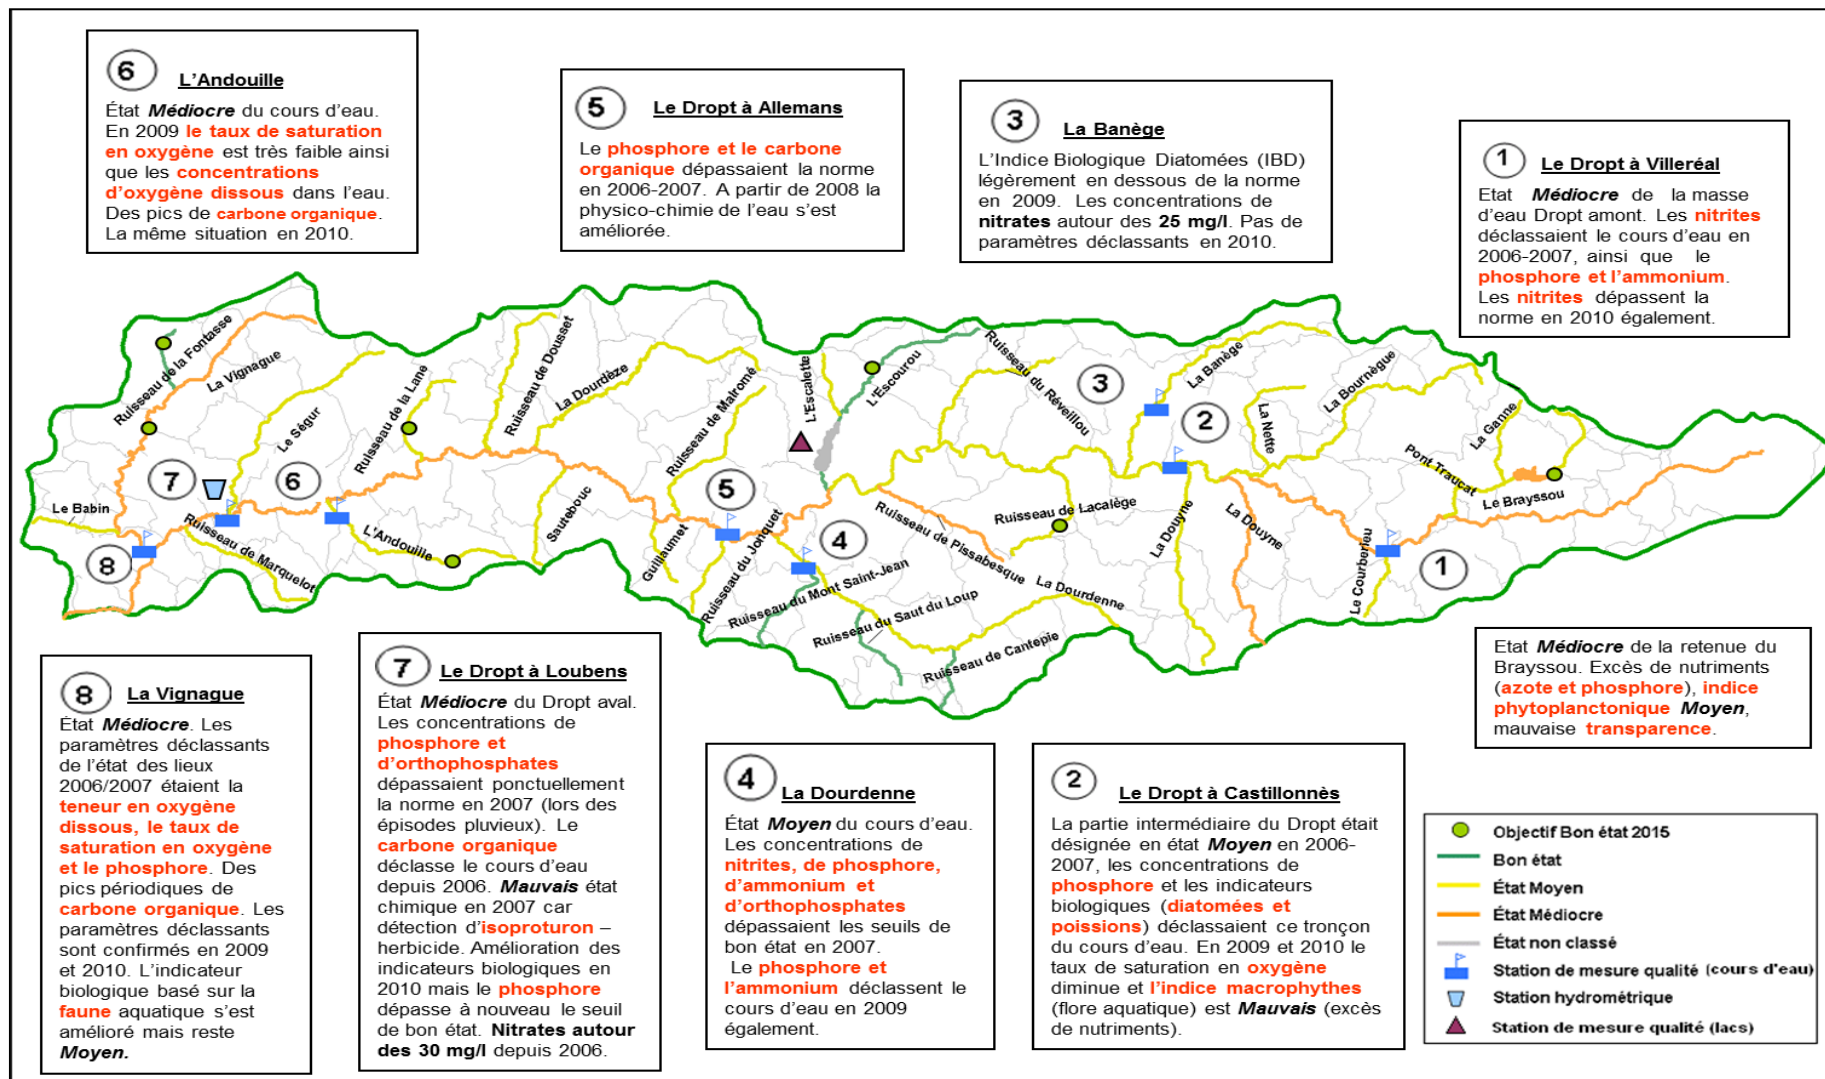 6
L'Andouille
État Médiocre du cours d'eau.
En 2009 le taux de saturation
en oxygène est très faible ainsi
que les concentrations
d'oxygène dissous dans l'eau.
Des pics de carbone organique.
La même situation en 2010.
5
Le Dropt à Allemans
Le phosphore et le carbone
organique dépassaient la norme
en 2006-2007. A partir de 2008 la
physico-chimie de l'eau s'est
améliorée.
3
La Banège
L'Indice Biologique Diatomées (IBD)
légèrement en dessous de la norme
en 2009. Les concentrations de
nitrates autour des 25 mg/l. Pas de
paramètres déclassants en 2010.
1
Le Dropt à Villeréal
Etat Médiocre de la masse
d'eau Dropt amont. Les nitrites
déclassaient le cours d'eau en
2006-2007, ainsi que le
phosphore et l'ammonium.
Les nitrites dépassent la
norme en 2010 également.
Ruisseau de la Fontasse
La Vignague
Le Ségur
Ruisseau de la Lane
Ruisseau de Dousset
La Dourdèze
Ruisseau de Malromé
L'Escalette
L'Escourou
Ruisseau du Réveillou
3
La Banège
2
La Nette
La Bournègue
La Ganne
Pont Traucat
Le Brayssou
7
6
5
Le Babin
Ruisseau de Marquelot
L'Andouille
Sautebouc
Guillaumet
Ruisseau du Jonquet
4
Ruisseau de Pissabesque
Ruisseau de Lacalège
La Douyne
La Douyne
Le Courberieu
1
8
Ruisseau du Mont Saint-Jean
Ruisseau du Saut du Loup
La Dourdenne
Ruisseau de Cantepie
8
La Vignague
État Médiocre. Les
paramètres déclassants
de l'état des lieux
2006/2007 étaient la
teneur en oxygène
dissous, le taux de
saturation en oxygène
et le phosphore. Des
pics périodiques de
carbone organique. Les
paramètres déclassants
sont confirmés en 2009
et 2010. L'indicateur
biologique basé sur la
faune aquatique s'est
amélioré mais reste
Moyen.
7
Le Dropt à Loubens
État Médiocre du Dropt aval.
Les concentrations de
phosphore et
d'orthophosphates
dépassaient ponctuellement
la norme en 2007 (lors des
épisodes pluvieux). Le
carbone organique
déclasse le cours d'eau
depuis 2006. Mauvais état
chimique en 2007 car
détection d'isoproturon –
herbicide. Amélioration des
indicateurs biologiques en
2010 mais le phosphore
dépasse à nouveau le seuil
de bon état. Nitrates autour
des 30 mg/l depuis 2006.
4
La Dourdenne
État Moyen du cours d'eau.
Les concentrations de
nitrites, de phosphore,
d'ammonium et
d'orthophosphates
dépassaient les seuils de
bon état en 2007.
Le phosphore et
l'ammonium déclassent le
cours d'eau en 2009
également.
2
Le Dropt à Castillonnès
La partie intermédiaire du Dropt était
désignée en état Moyen en 2006-
2007, les concentrations de
phosphore et les indicateurs
biologiques (diatomées et
poissions) déclassaient ce tronçon
du cours d'eau. En 2009 et 2010 le
taux de saturation en oxygène
diminue et l'indice macrophytes
(flore aquatique) est Mauvais (excès
de nutriments).
Etat Médiocre de la retenue du
Brayssou. Excès de nutriments
(azote et phosphore), indice
phytoplanctonique Moyen,
mauvaise transparence.
Objectif Bon état 2015
Bon état
État Moyen
État Médiocre
État non classé
Station de mesure qualité (cours d'eau)
Station hydrométrique
Station de mesure qualité (lacs)